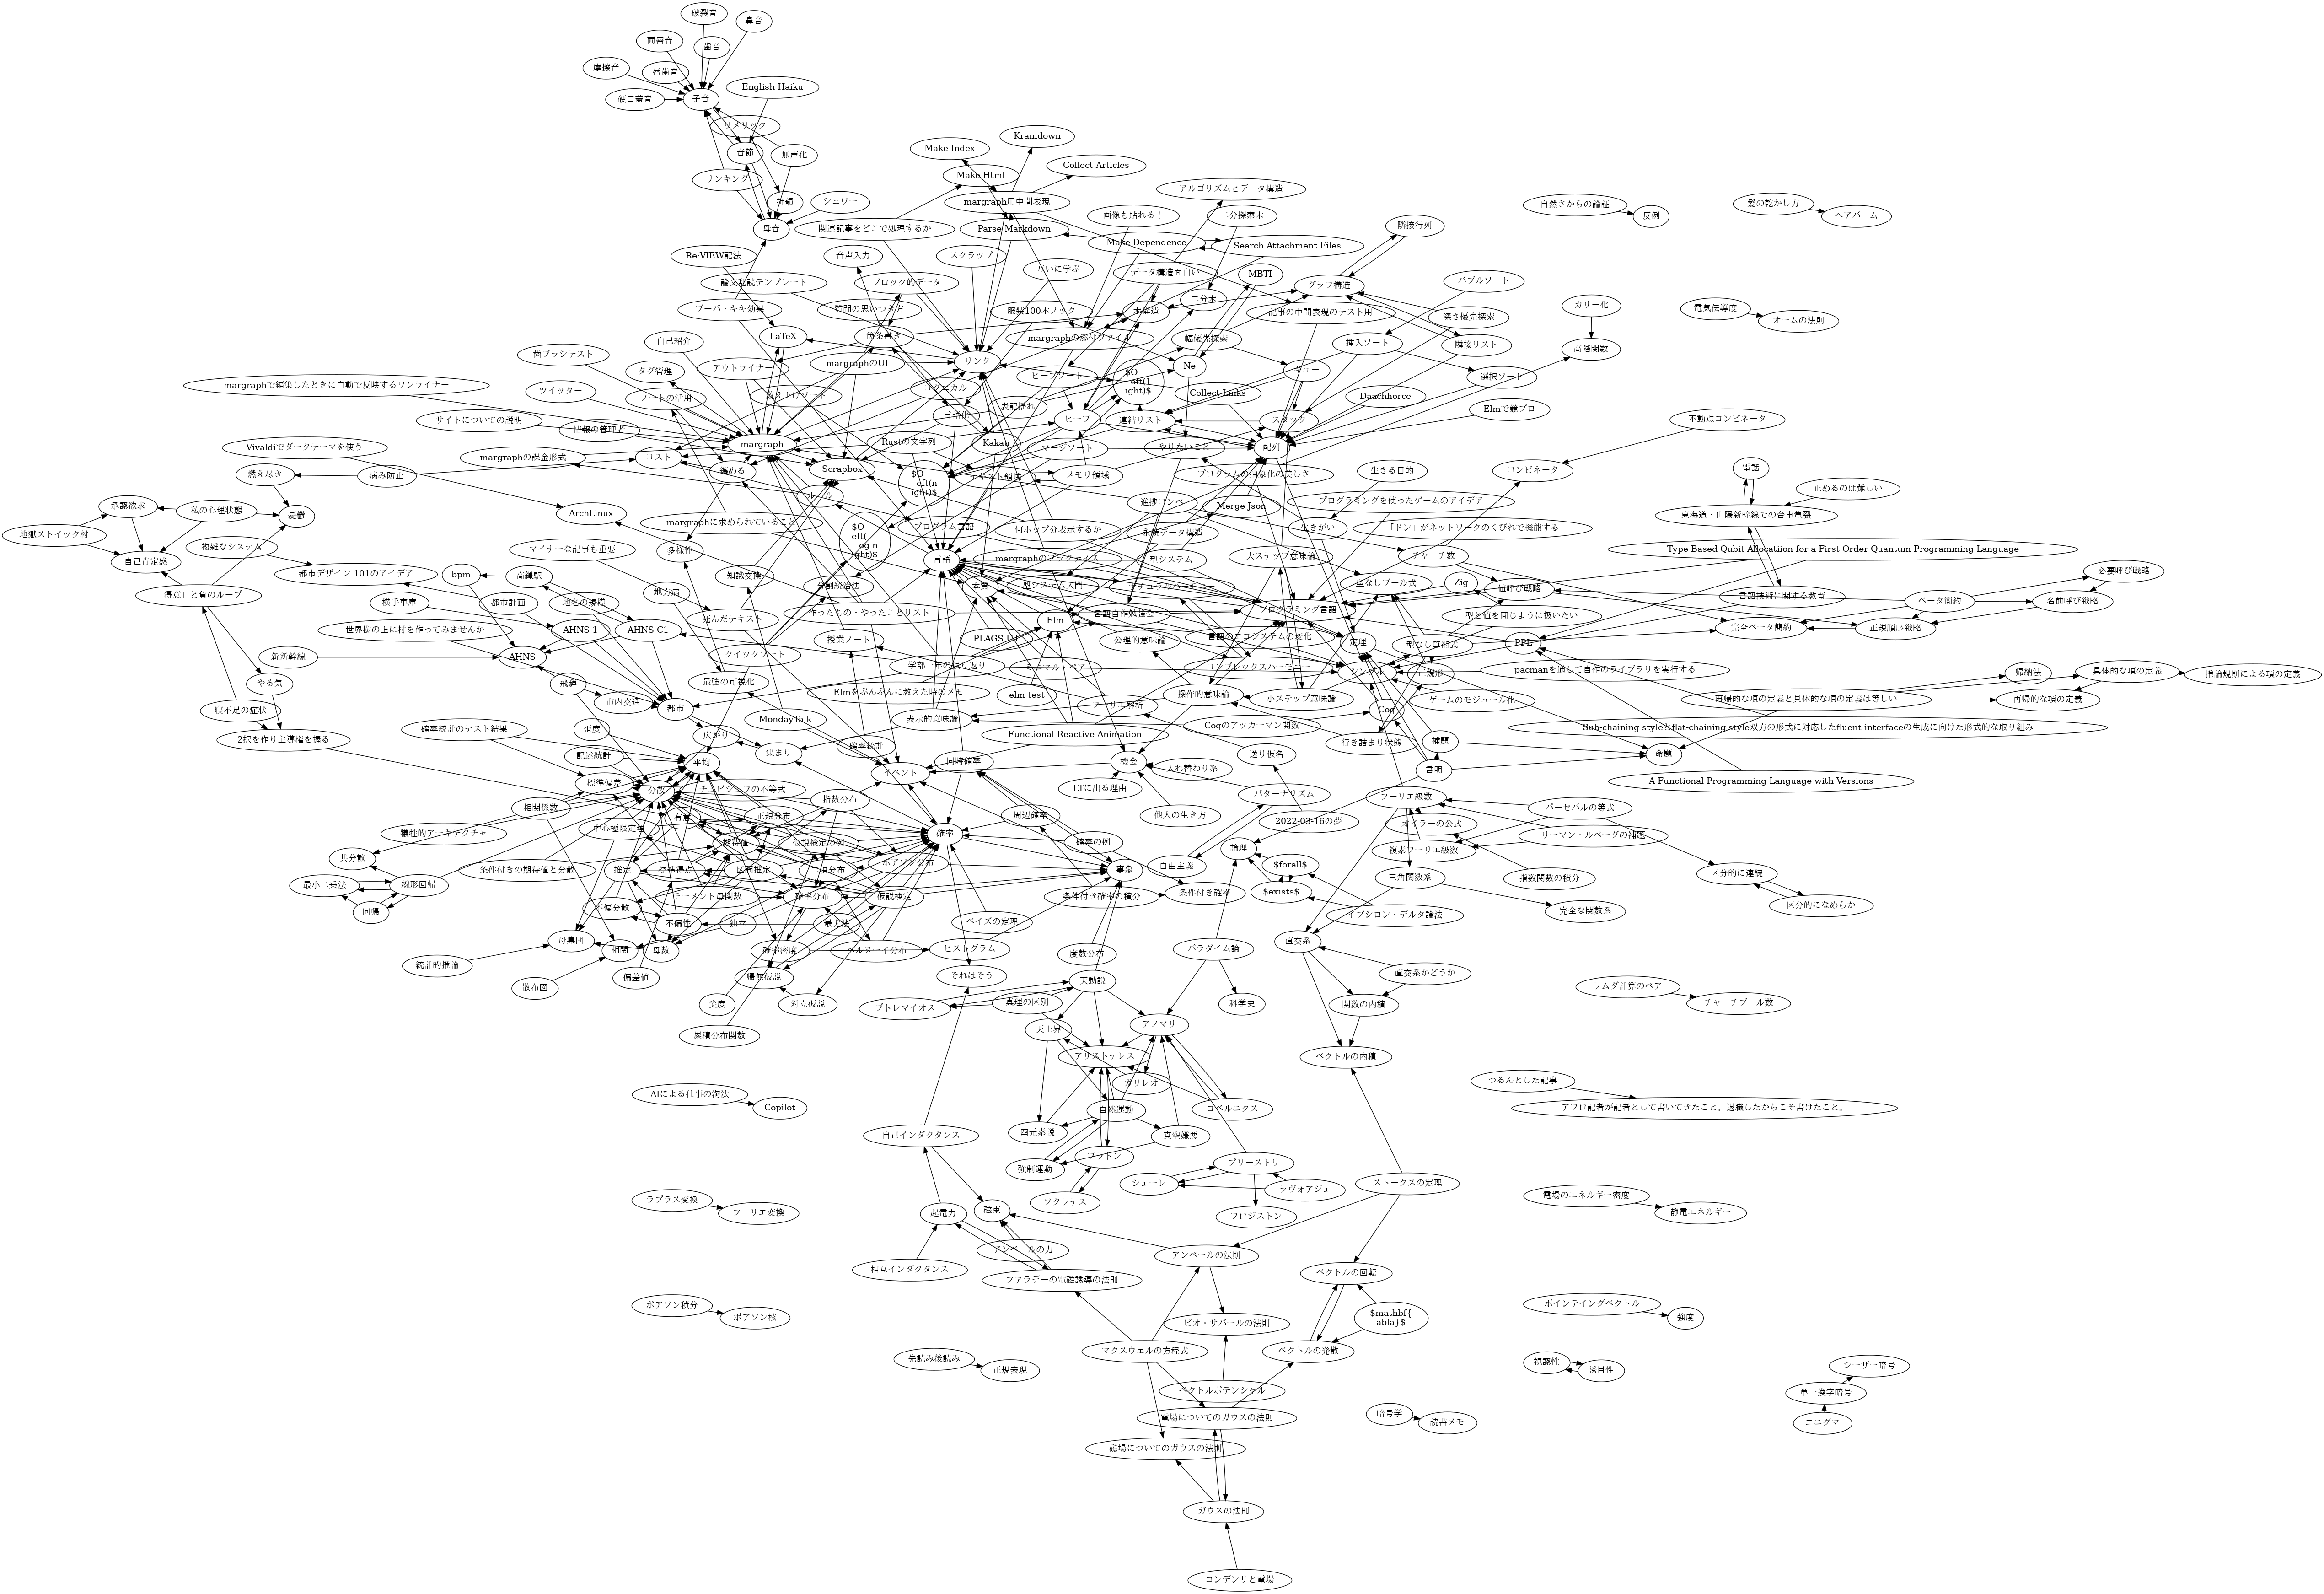 破裂音
鼻音
両唇音
歯音
摩擦音
唇歯音
English Haiku
硬口蓋音
子音
リメリック
音節
無声化
リンキング
押韻
シュワー
母音
Kramdown
Make Index
Collect Articles
Make Html
margraph用中間表現
アルゴリズムとデータ構造
関連記事をどこで処理するか
画像も貼れる！
二分探索木
Parse Markdown
Make Dependence
Search Attachment Files
自然さからの論証
反例
髪の乾かし方
ヘアバーム
隣接行列
Re:VIEW記法
音声入力
スクラップ
互いに学ぶ
データ構造面白い
MBTI
グラフ構造
バブルソート
論文乱読テンプレート
ブロック的データ
二分木
カリー化
ブーバ・キキ効果
質問の思いつき方
服装100本ノック
木構造
記事の中間表現のテスト用
深さ優先探索
電気伝導度
オームの法則
自己紹介
LaTeX
箇条書き
margraphの添付ファイル
幅優先探索
挿入ソート
隣接リスト
高階関数
歯ブラシテスト
タグ管理
アウトライナー
margraphのUI
リンク
ヒープソート
Ne
キュー
選択ソート
margraphで編集したときに自動で反映するワンライナー
ツイッター
ノートの活用
数え上げソート
コラニカル
$O
eft(1
ight)$
Collect Links
Daachhorce
サイトについての説明
情報の管理者
言語化
表記揺れ
ヒープ
連結リスト
スタック
Elmで競プロ
不動点コンビネータ
Vivaldiでダークテーマを使う
margraph
Rustの文字列
Kakau
マージソート
やりたいこと
配列
margraphの課金形式
コスト
纏める
Scrapbox
$O
eft(n
ight)$
テキスト領域
メモリ領域
プログラムの抽象化の美しさ
生きる目的
コンビネータ
電話
燃え尽き
病み防止
ルール
進捗コンペ
Merge Json
プログラミングを使ったゲームのアイデア
止めるのは難しい
承認欲求
私の心理状態
憂鬱
ArchLinux
margraphに求められていること
$O
eft(
og n
ight)$
プログラム言語
何ホップ分表示するか
永続データ構造
生きがい
「ドン」がネットワークのくびれで機能する
東海道・山陽新幹線での台車亀裂
地獄ストイック村
自己肯定感
複雑なシステム
マイナーな記事も重要
多様性
言語
margraphのブックテンス
型システム
大ステップ意味論
チャーチ数
Type-Based Qubit Allocatiion for a First-Order Quantum Programming Language
都市デザイン 101のアイデア
bpm
高縄駅
知識交換
分割統治法
本質
型システム入門
ナチュラルハーモニー
型なしブール式
Zig
値呼び戦略
必要呼び戦略
「得意」と負のループ
横手車庫
都市計画
地名の規模
地方病
死んだテキスト
作ったもの・やったことリスト
Elm
言語自作勉強会
プログラミング言語
型と値を同じように扱いたい
言語技術に関する教育
ベータ簡約
名前呼び戦略
世界樹の上に村を作ってみませんか
AHNS-1
AHNS-C1
授業ノート
PLAGS UT
公理的意味論
言語のエコシステムの変化
定理
型なし算術式
PPL
完全ベータ簡約
正規順序戦略
新新幹線
AHNS
クイックソート
学部一年の振り返り
ミニマル・ペア
コンプレックスハーモニー
シンプル
正規形
pacmanを通して自作のライブラリを実行する
帰納法
具体的な項の定義
推論規則による項の定義
やる気
飛騨
市内交通
都市
最強の可視化
Elmをぶんぶんに教えた時のメモ
elm-test
操作的意味論
小ステップ意味論
ゲームのモジュール化
再帰的な項の定義と具体的な項の定義は等しい
再帰的な項の定義
寝不足の症状
MondayTalk
表示的意味論
フーリエ解析
Coqのアッカーマン関数
Coq
Sub-chaining styleとflat-chaining style双方の形式に対応したfluent interfaceの生成に向けた形式的な取り組み
2択を作り主導権を握る
確率統計のテスト結果
歪度
広がり
集まり
確率統計
Functional Reactive Animation
行き詰まり状態
補題
命題
記述統計
平均
同時確率
機会
入れ替わり系
送り仮名
言明
A Functional Programming Language with Versions
標準偏差
分散
チェビシェフの不等式
イベント
LTに出る理由
パターナリズム
フーリエ級数
パーセバルの等式
相関係数
有意
正規分布
指数分布
周辺確率
他人の生き方
2022-03-16の夢
オイラーの公式
リーマン・ルベーグの補題
犠牲的アーキテクチャ
中心極限定理
期待値
仮説検定の例
確率
確率の例
論理
複素フーリエ級数
共分散
条件付きの期待値と分散
推定
標準得点
区間推定
二項分布
ポアソン分布
事象
自由主義
$forall$
三角関数系
指数関数の積分
区分的に連続
最小二乗法
線形回帰
モーメント母関数
確率分布
仮説検定
条件付き確率の積分
条件付き確率
$exists$
回帰
不偏分散
不偏性
独立
最尤法
ベイズの定理
イプシロン・デルタ論法
完全な関数系
区分的になめらか
統計的推論
母集団
相関
母数
確率密度
ベルヌーイ分布
ヒストグラム
度数分布
パラダイム論
直交系
散布図
偏差値
帰無仮説
それはそう
天動説
直交系かどうか
尖度
対立仮説
プトレマイオス
真理の区別
科学史
関数の内積
ラムダ計算のペア
チャーチブール数
累積分布関数
天上界
アノマリ
アリストテレス
ベクトルの内積
ガリレオ
つるんとした記事
AIによる仕事の淘汰
Copilot
自然運動
コペルニクス
アフロ記者が記者として書いてきたこと。退職したからこそ書けたこと。
自己インダクタンス
四元素説
真空嫌悪
強制運動
プラトン
プリーストリ
シェーレ
ラヴォアジェ
ストークスの定理
ラプラス変換
フーリエ変換
ソクラテス
フロジストン
電場のエネルギー密度
静電エネルギー
起電力
磁束
アンペールの力
アンペールの法則
相互インダクタンス
ファラデーの電磁誘導の法則
ベクトルの回転
ポアソン積分
ポアソン核
ビオ・サバールの法則
$mathbf{
abla}$
ポインテイングベクトル
強度
先読み後読み
正規表現
マクスウェルの方程式
ベクトルの発散
視認性
誘目性
シーザー暗号
ベクトルポテンシャル
単一換字暗号
電場についてのガウスの法則
暗号学
読書メモ
エニグマ
磁場についてのガウスの法則
ガウスの法則
コンデンサと電場